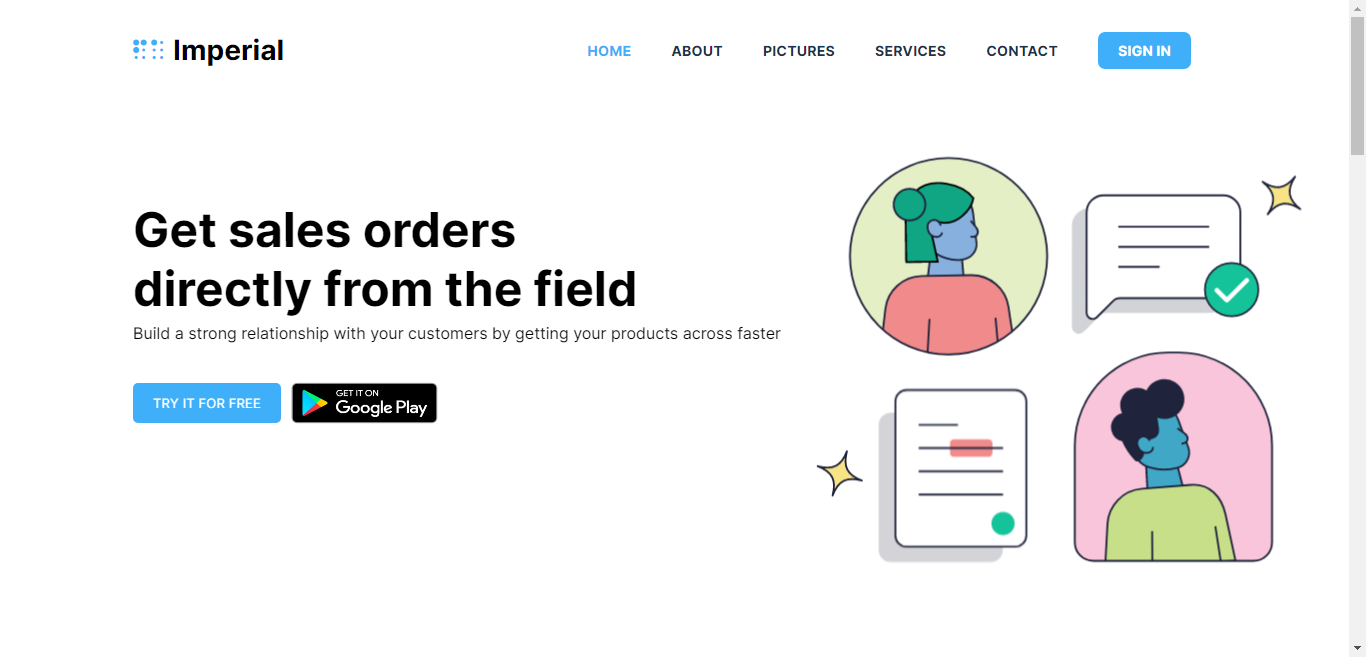 Imperial
HOME
ABOUT
PICTURES
SERVICES
CONTACT
SIGN IN
Get sales orders
directly from the field
Build a strong relationship with your customers by getting your products across faster
TRY IT FOR FREE
GET IT ON
Google Play